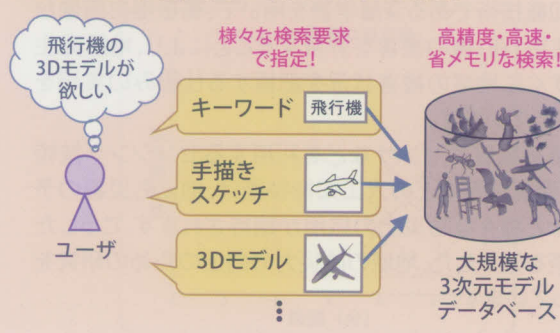 飛行機の
3Dモデルが
欲しい
ユーザ
様々な検索要求
で指定!
キーワード 飛行機
手描き
スケッチ
3Dモデル
高精度・高速・
省メモリな検索!
大規模な
3次元モデル
データベース